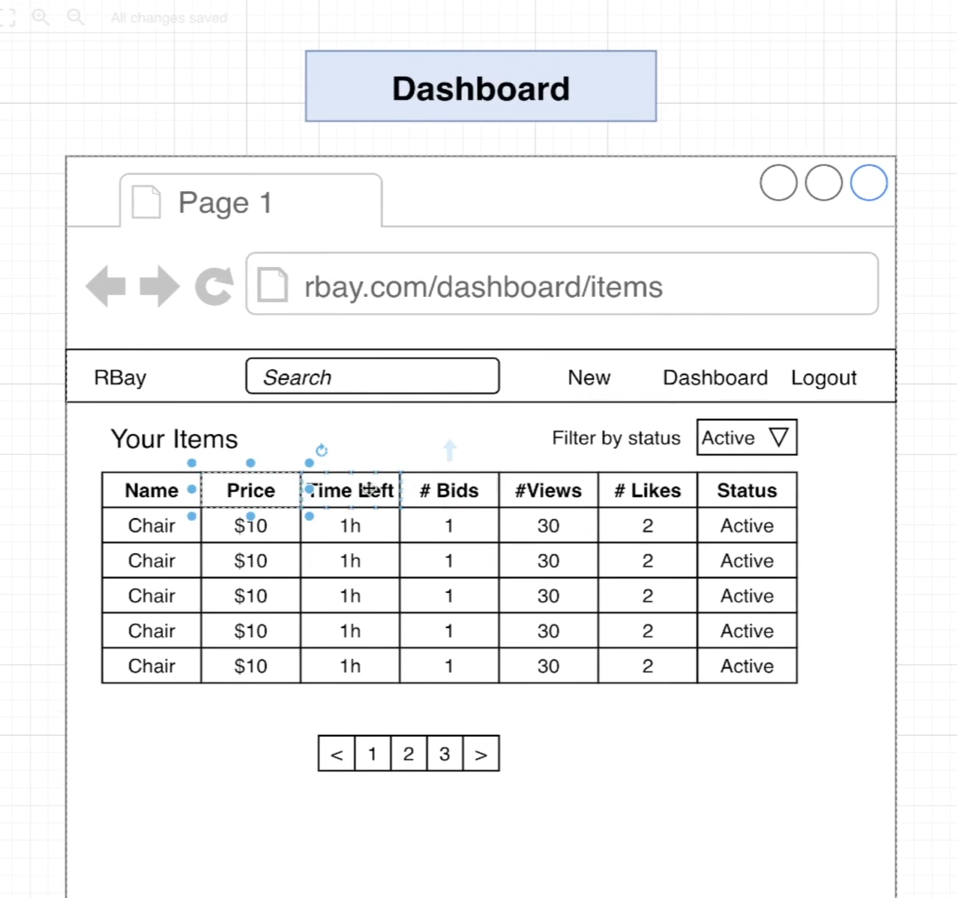 All changes saved
Dashboard
Page 1
rbay.com/dashboard/items
RBay Search New Dashboard Logout
Your Items Filter by status Active
Name Price Time Left # Bids #Views # Likes Status
Chair $10 1h 1 30 2 Active
Chair $10 1h 1 30 2 Active
Chair $10 1h 1 30 2 Active
Chair $10 1h 1 30 2 Active
Chair $10 1h 1 30 2 Active
< 1 2 3 >